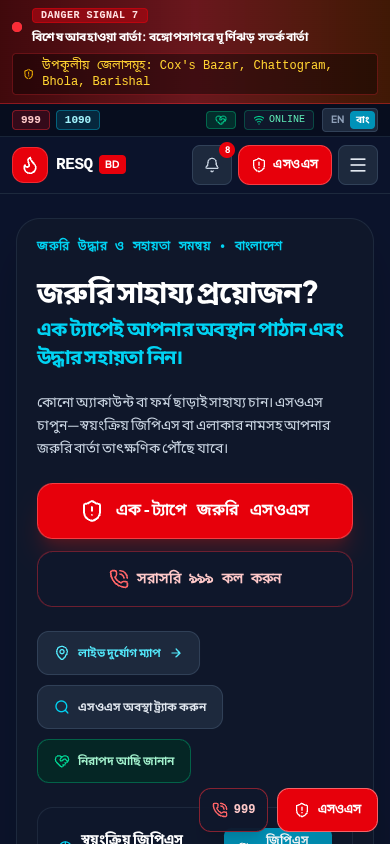 DANGER SIGNAL 7
বিশেষ আবহাওয়া বার্তা: বঙ্গোপসাগরে ঘূর্ণিঝড় সতর্কবার্তা
উপকূলীয় জেলাসমূহ: Cox's Bazar, Chattogram,
Bhola, Barishal
999 1090 ONLINE EN বাং
RESQ BD 8 এসওএস
জরুরি উদ্ধার ও সহায়তা সমন্বয় • বাংলাদেশ
জরুরি সাহায্য প্রয়োজন?
এক ট্যাপেই আপনার অবস্থান পাঠান এবং
উদ্ধার সহায়তা নিন।
কোনো অ্যাকাউন্ট বা ফর্ম ছাড়াই সাহায্য চান। এসওএস
চাপুন—স্বয়ংক্রিয় জিপিএস বা এলাকার নামসহ আপনার
জরুরি বার্তা তাৎক্ষণিক পৌঁছে যাবে।
এক-ট্যাপে জরুরি এসওএস
সরাসরি ৯৯৯ কল করুন
লাইভ দুর্যোগ ম্যাপ →
এসওএস অবস্থা ট্র্যাক করুন
নিরাপদ আছি জানান
999 এসওএস
স্বয়ংক্রিয় জিপিএস জিপিএস